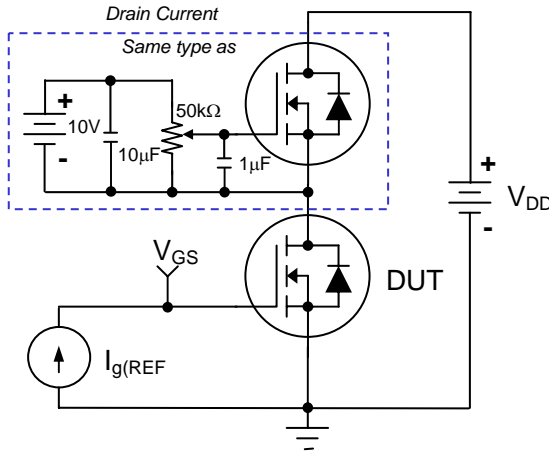 Drain Current
Same type as
50kΩ
+
10V
-
10μF
1μF
+
V_DD
-
V_GS
DUT
I_g(REF